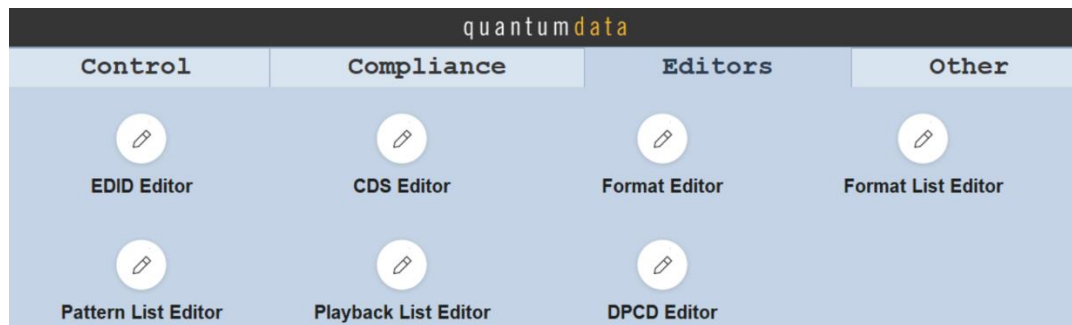 quantumdata
Control Compliance Editors Other
EDID Editor CDS Editor Format Editor Format List Editor
Pattern List Editor Playback List Editor DPCD Editor